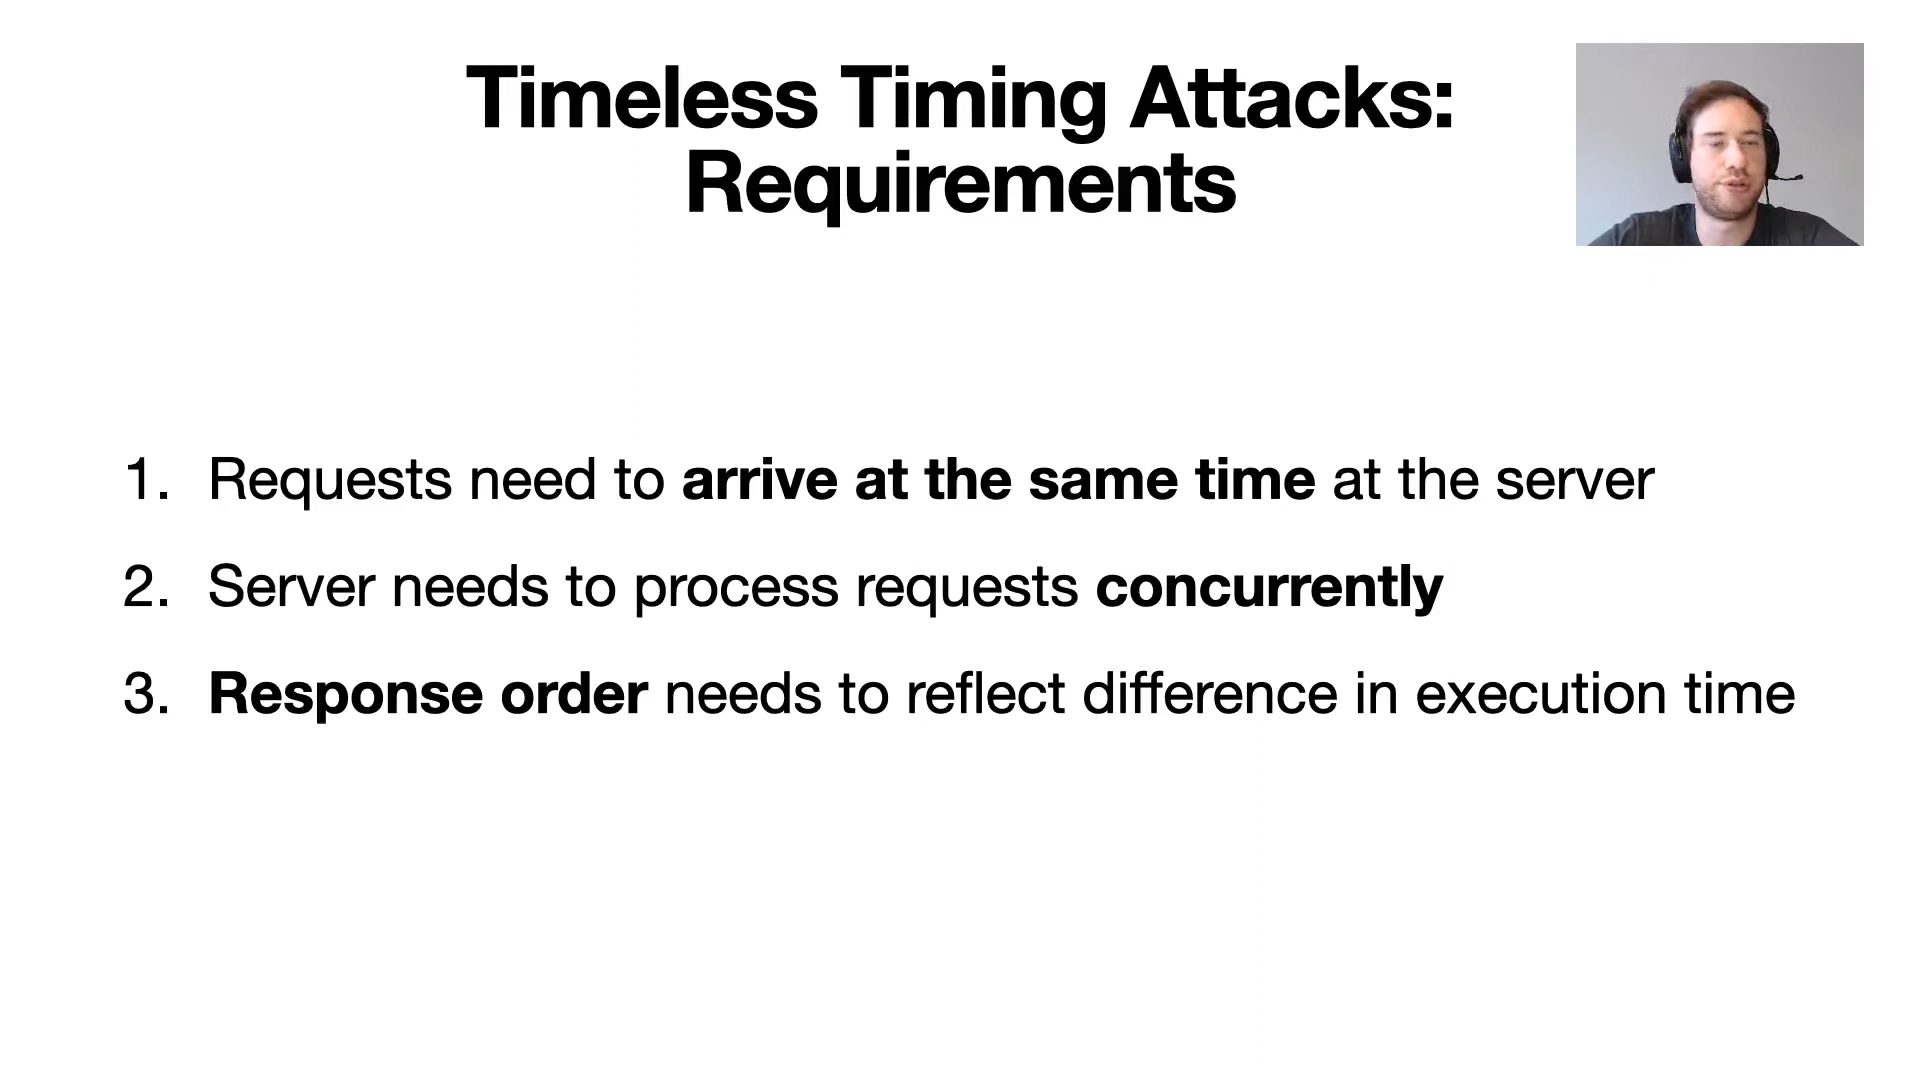 Timeless Timing Attacks:
Requirements
1. Requests need to arrive at the same time at the server
2. Server needs to process requests concurrently
3. Response order needs to reflect difference in execution time